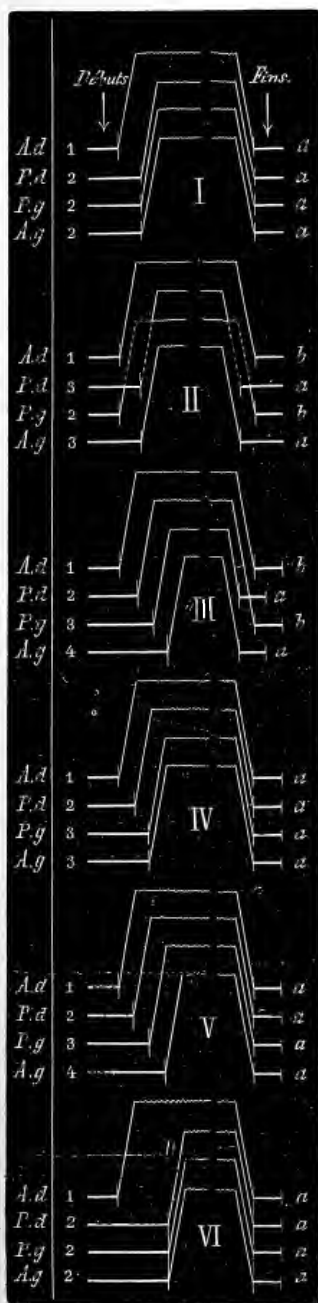 Débuts Fins.
A.d 1 a
P.d 2 a
P.g 2 a
A.g 2 a
I
A.d 1 b
P.d 3 a
P.g 2 b
A.g 3 a
II
A.d 1 b
P.d 2 a
P.g 3 b
A.g 4 a
III
A.d 1 a
P.d 2 a
P.g 3 a
A.g 3 a
IV
A.d 1 a
P.d 2 a
P.g 3 a
A.g 4 a
V
A.d 1 a
P.d 2 a
P.g 2 a
A.g 2 a
VI